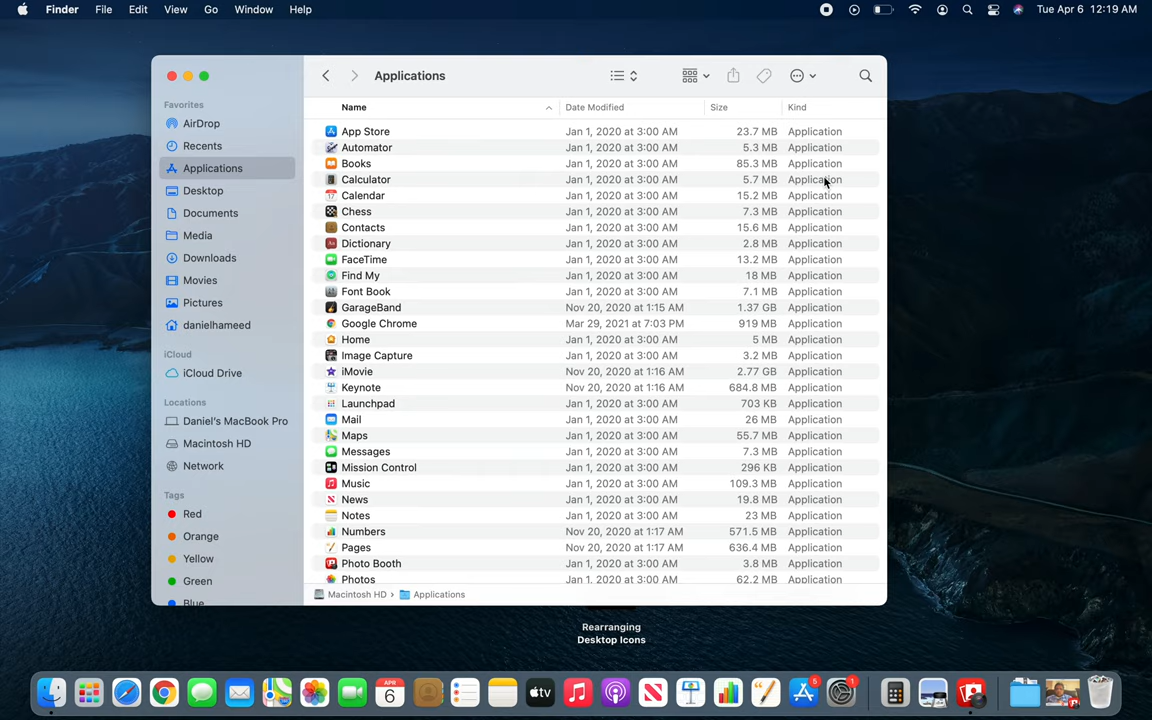 Finder File Edit View Go Window Help Tue Apr 6 12:19 AM
Applications
Favorites
AirDrop
Recents
Applications
Desktop
Documents
Media
Downloads
Movies
Pictures
danielhameed
iCloud
iCloud Drive
Locations
Daniel's MacBook Pro
Macintosh HD
Network
Tags
Red
Orange
Yellow
Green
Blue
Name Date Modified Size Kind
App Store Jan 1, 2020 at 3:00 AM 23.7 MB Application
Automator Jan 1, 2020 at 3:00 AM 5.3 MB Application
Books Jan 1, 2020 at 3:00 AM 85.3 MB Application
Calculator Jan 1, 2020 at 3:00 AM 5.7 MB Application
Calendar Jan 1, 2020 at 3:00 AM 15.2 MB Application
Chess Jan 1, 2020 at 3:00 AM 7.3 MB Application
Contacts Jan 1, 2020 at 3:00 AM 15.6 MB Application
Dictionary Jan 1, 2020 at 3:00 AM 2.8 MB Application
FaceTime Jan 1, 2020 at 3:00 AM 13.2 MB Application
Find My Jan 1, 2020 at 3:00 AM 18 MB Application
Font Book Jan 1, 2020 at 3:00 AM 7.1 MB Application
GarageBand Nov 20, 2020 at 1:15 AM 1.37 GB Application
Google Chrome Mar 29, 2021 at 7:03 PM 919 MB Application
Home Jan 1, 2020 at 3:00 AM 5 MB Application
Image Capture Jan 1, 2020 at 3:00 AM 3.2 MB Application
iMovie Nov 20, 2020 at 1:16 AM 2.77 GB Application
Keynote Nov 20, 2020 at 1:16 AM 684.8 MB Application
Launchpad Jan 1, 2020 at 3:00 AM 703 KB Application
Mail Jan 1, 2020 at 3:00 AM 26 MB Application
Maps Jan 1, 2020 at 3:00 AM 55.7 MB Application
Messages Jan 1, 2020 at 3:00 AM 7.3 MB Application
Mission Control Jan 1, 2020 at 3:00 AM 296 KB Application
Music Jan 1, 2020 at 3:00 AM 109.3 MB Application
News Jan 1, 2020 at 3:00 AM 19.8 MB Application
Notes Jan 1, 2020 at 3:00 AM 23 MB Application
Numbers Nov 20, 2020 at 1:17 AM 571.5 MB Application
Pages Nov 20, 2020 at 1:17 AM 636.4 MB Application
Photo Booth Jan 1, 2020 at 3:00 AM 3.8 MB Application
Photos Jan 1, 2020 at 3:00 AM 62.2 MB Application
Macintosh HD › Applications
Rearranging
Desktop Icons
APR
6
tv
5
1